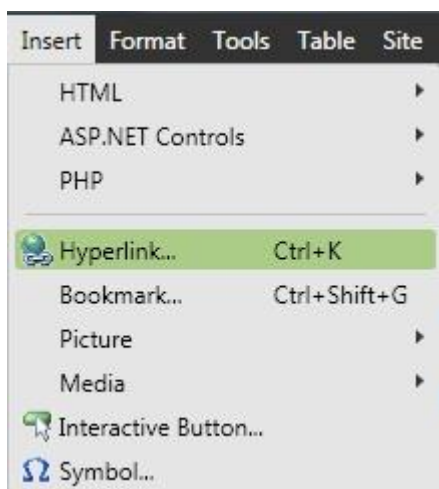 Insert Format Tools Table Site
HTML
ASP.NET Controls
PHP
Hyperlink... Ctrl+K
Bookmark... Ctrl+Shift+G
Picture
Media
Interactive Button...
Symbol...